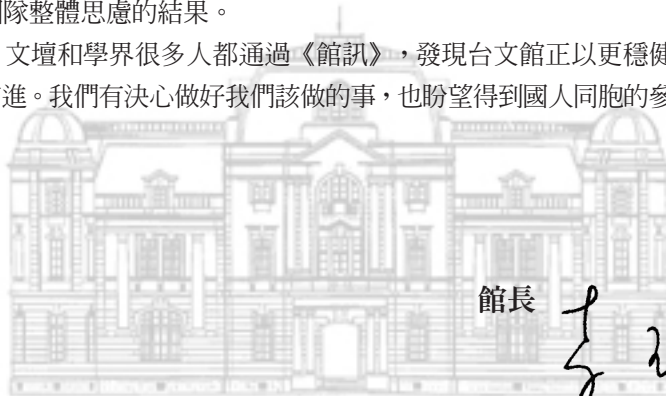 隊整體思慮的結果。
文壇和學界很多人都通過《館訊》，發現台文館正以更穩健
進。我們有決心做好我們該做的事，也盼望得到國人同胞的參
館長